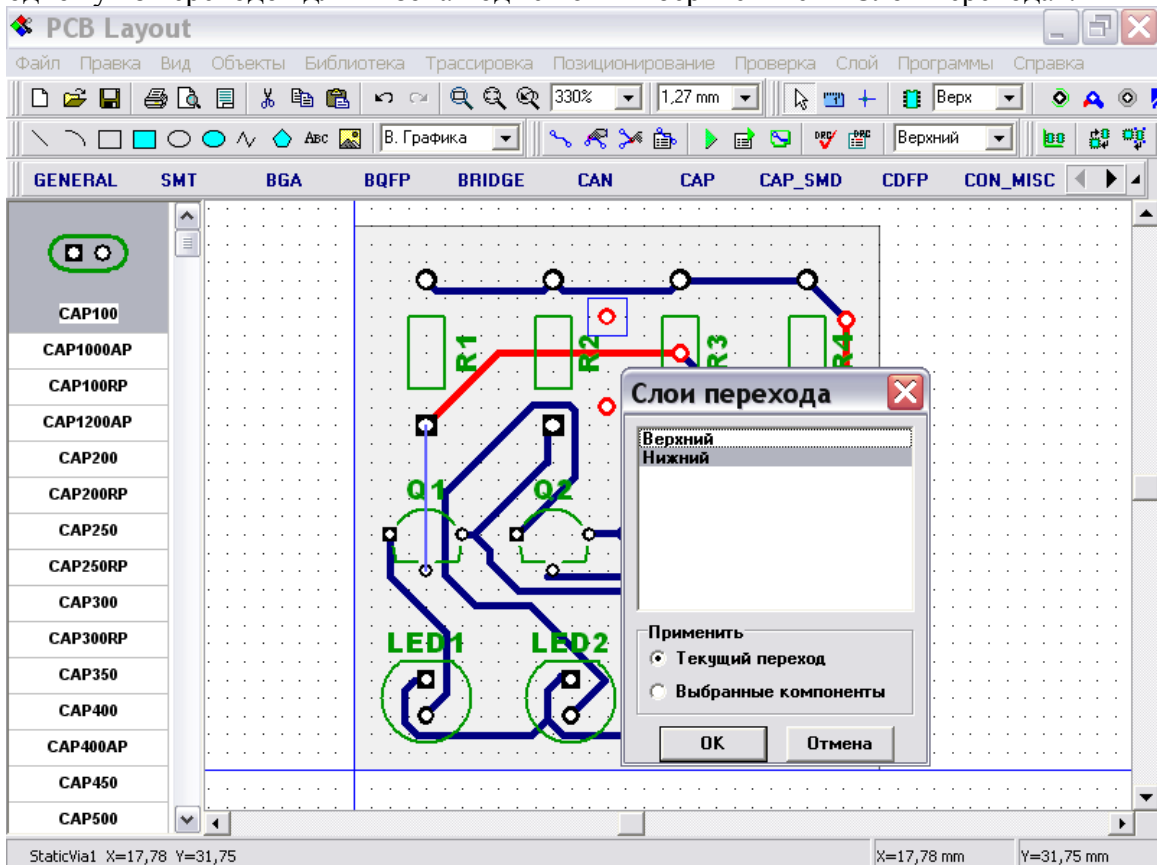 PCB Layout
Файл Правка Вид Объекты Библиотека Трассировка Позиционирование Проверка Слой Программы Справка
330% 1,27 mm Верх
ABC В. Графика DRC DRC Верхний
GENERAL SMT BGA BQFP BRIDGE CAN CAP CAP_SMD CDFP CON_MISC
CAP100
CAP1000AP
CAP100RP
CAP1200AP
CAP200
CAP200RP
CAP250
CAP250RP
CAP300
CAP300RP
CAP350
CAP400
CAP400AP
CAP450
CAP500
R1 R2 R3 R4
Q1 Q2
LED1 LED2
Слои перехода
Верхний
Нижний
Применить
Текущий переход
Выбранные компоненты
OK Отмена
StaticVia1 X=17,78 Y=31,75 X=17,78 mm Y=31,75 mm